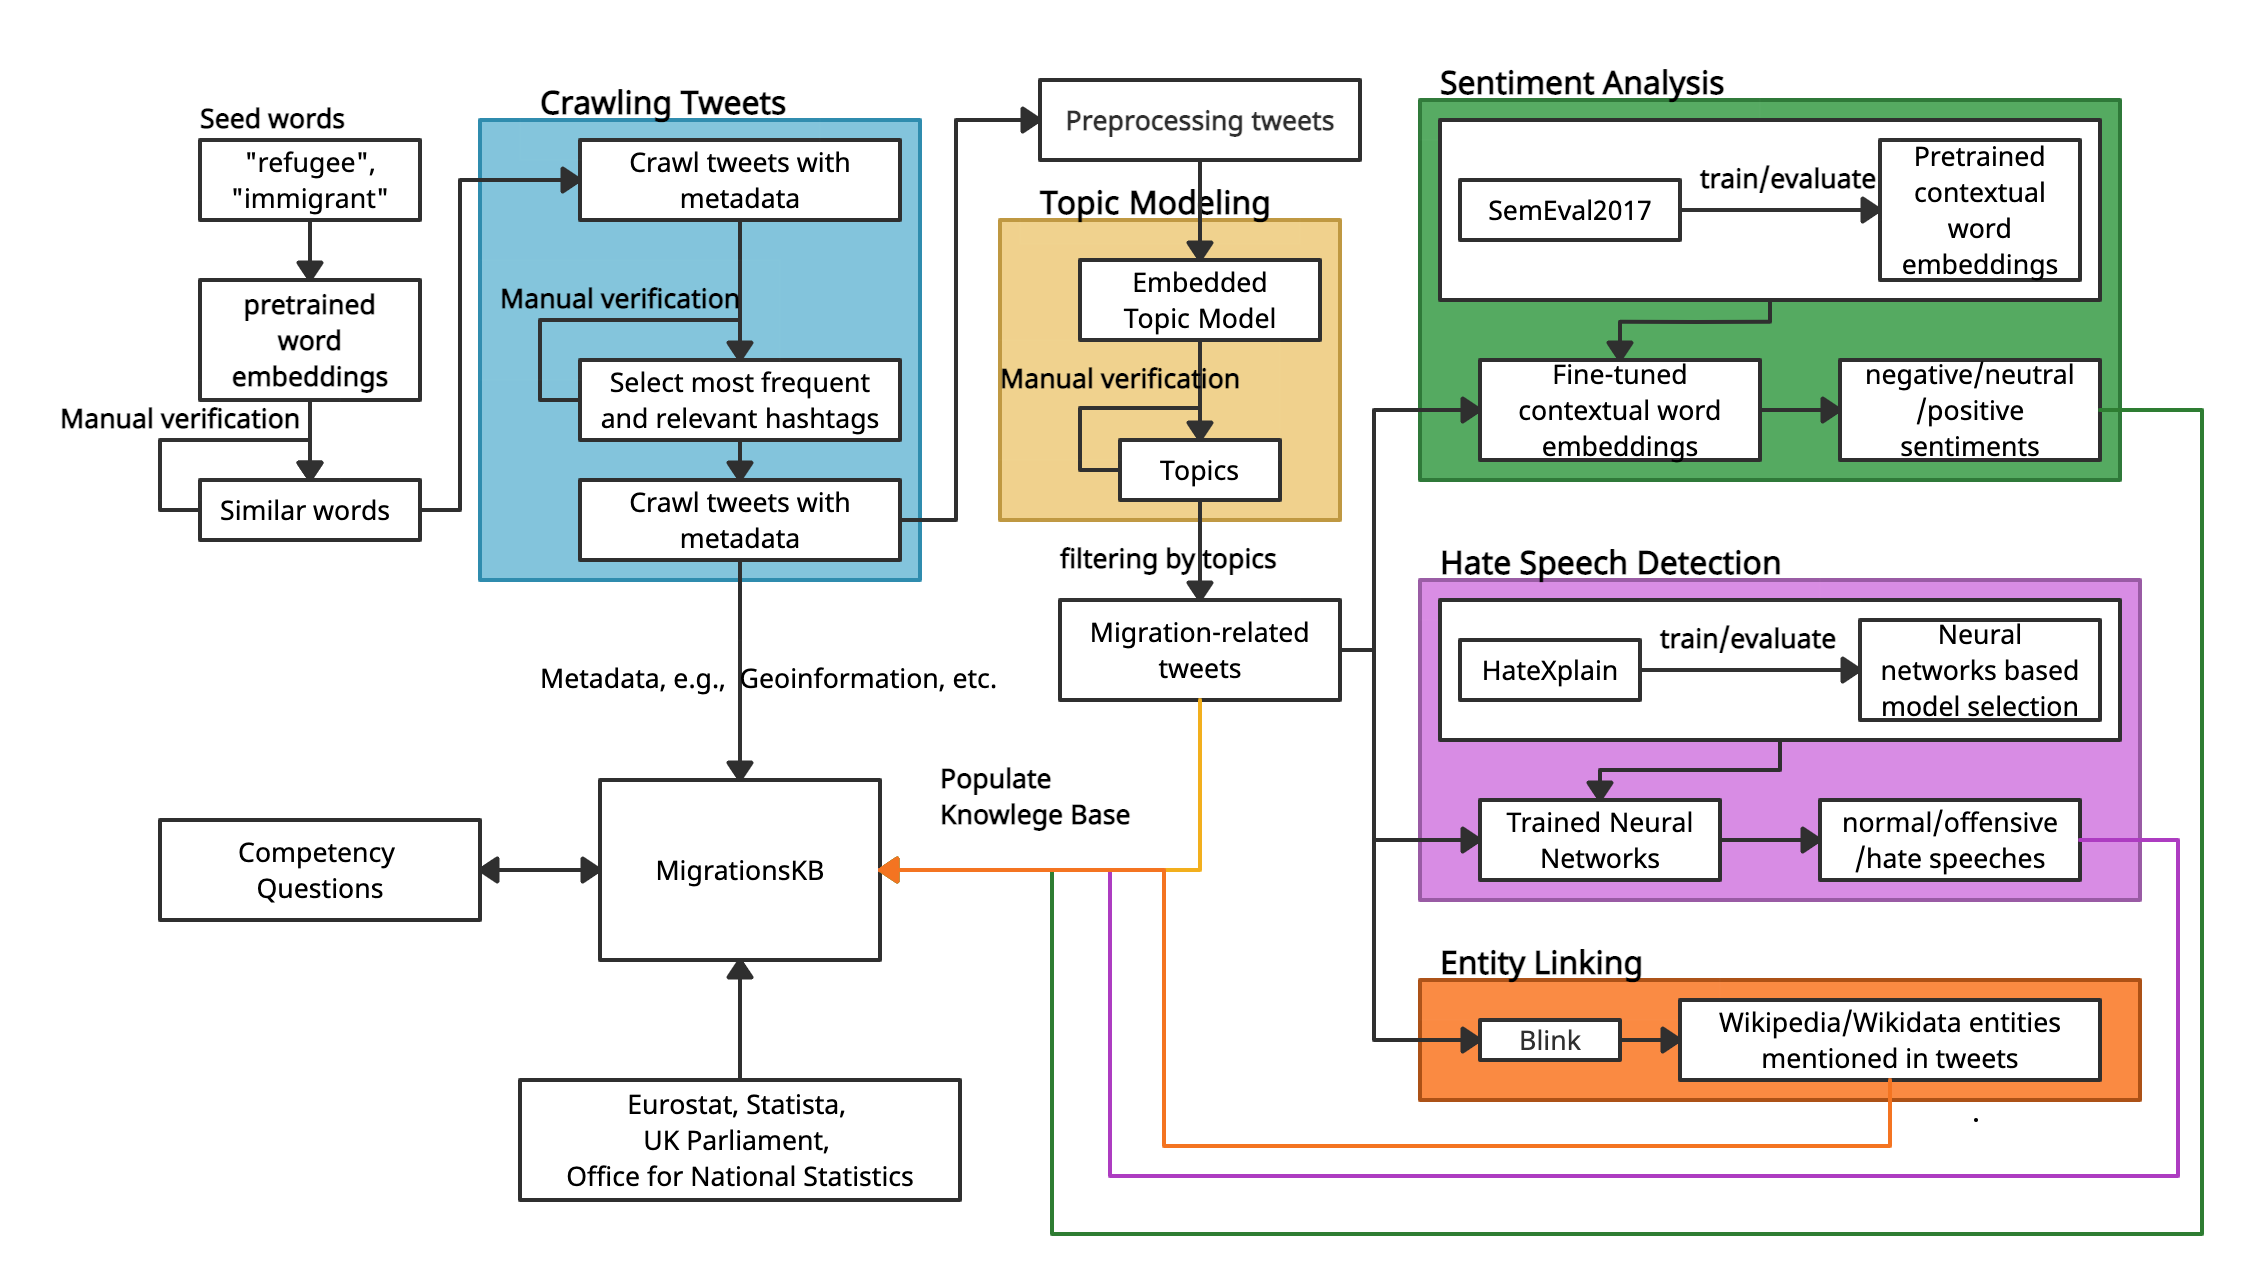 Seed words
"refugee",
"immigrant"
pretrained
word
embeddings
Manual verification
Similar words
Crawling Tweets
Crawl tweets with
metadata
Manual verification
Select most frequent
and relevant hashtags
Crawl tweets with
metadata
Metadata, e.g., Geoinformation, etc.
Preprocessing tweets
Topic Modeling
Embedded
Topic Model
Manual verification
Topics
filtering by topics
Migration-related
tweets
Populate
Knowlege Base
MigrationsKB
Competency
Questions
Eurostat, Statista,
UK Parliament,
Office for National Statistics
Sentiment Analysis
SemEval2017
train/evaluate
Pretrained
contextual
word
embeddings
Fine-tuned
contextual word
embeddings
negative/neutral
/positive
sentiments
Hate Speech Detection
HateXplain
train/evaluate
Neural
networks based
model selection
Trained Neural
Networks
normal/offensive
/hate speeches
Entity Linking
Blink
Wikipedia/Wikidata entities
mentioned in tweets
.